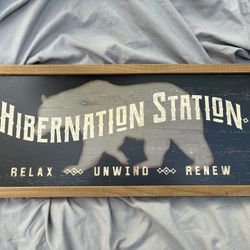 HIBERNATION STATION
RELAX UNWIND RENEW